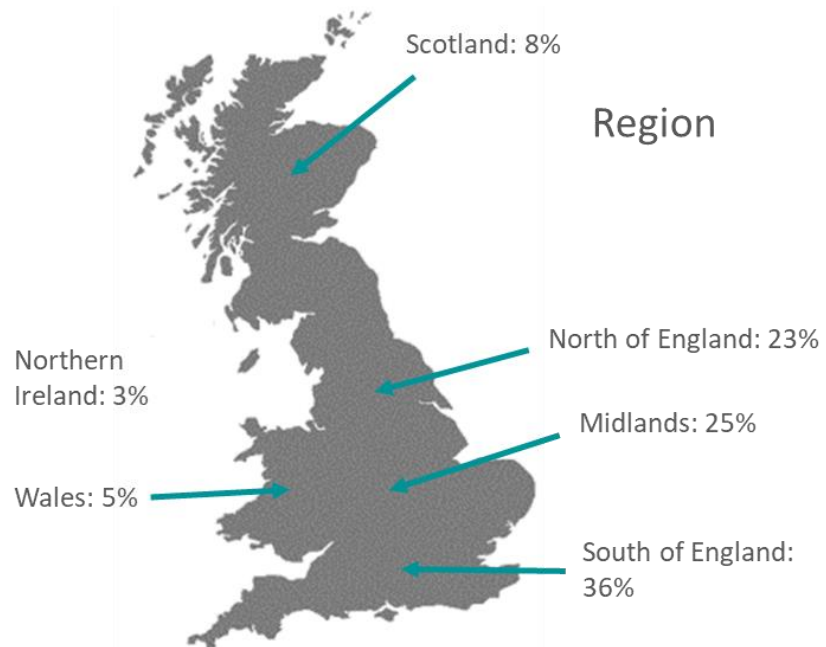 Scotland: 8%
Region
Northern
Ireland: 3%
North of England: 23%
Midlands: 25%
Wales: 5%
South of England:
36%